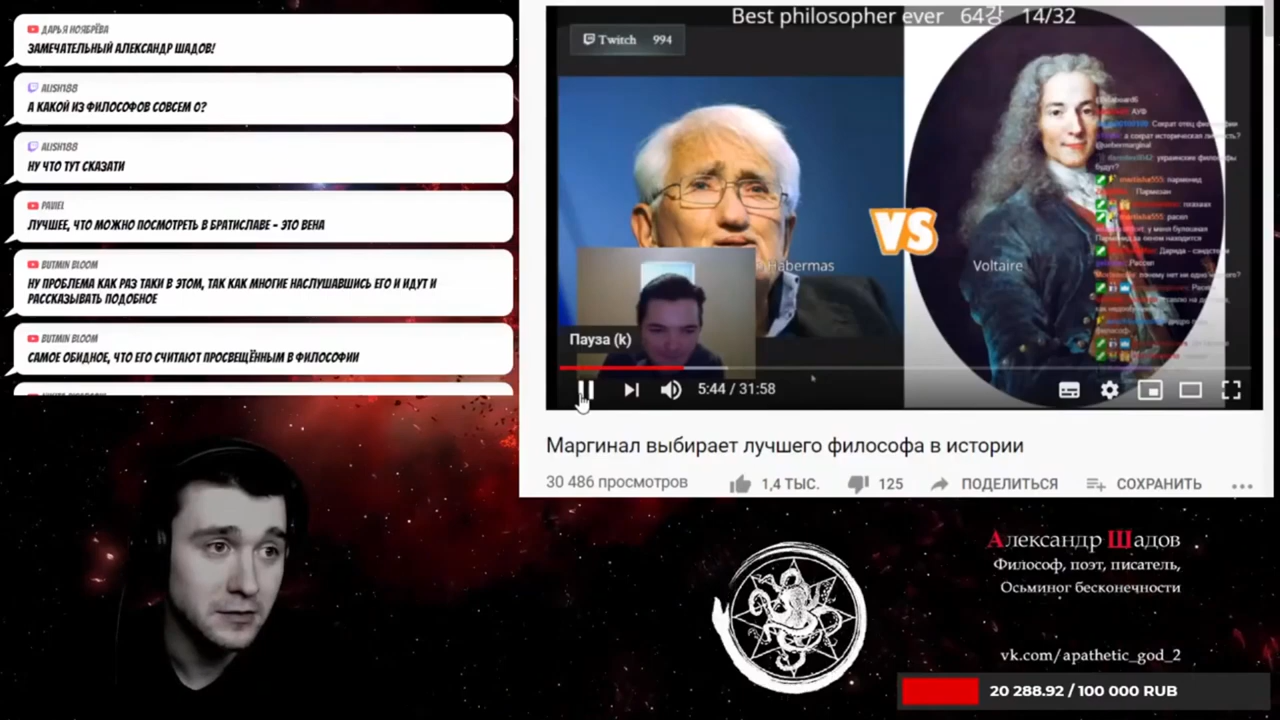 ДАРЬЯ НОЯБРЁВА
ЗАМЕЧАТЕЛЬНЫЙ АЛЕКСАНДР ШАДОВ!
ALISH188
А КАКОЙ ИЗ ФИЛОСОФОВ СОВСЕМ 0?
ALISH188
НУ ЧТО ТУТ СКАЗАТИ
PAVIEL
ЛУЧШЕЕ, ЧТО МОЖНО ПОСМОТРЕТЬ В БРАТИСЛАВЕ - ЭТО ВЕНА
BUTMIN BLOOM
НУ ПРОБЛЕМА КАК РАЗ ТАКИ В ЭТОМ, ТАК КАК МНОГИЕ НАСЛУШАВШИСЬ ЕГО И ИДУТ И
РАССКАЗЫВАТЬ ПОДОБНОЕ
BUTMIN BLOOM
САМОЕ ОБИДНОЕ, ЧТО ЕГО СЧИТАЮТ ПРОСВЕЩЁННЫМ В ФИЛОСОФИИ
Best philosopher ever 64강 14/32
Twitch 994
VS
Habermas
Voltaire
Пауза (k)
5:44 / 31:58
Маргинал выбирает лучшего философа в истории
30 486 просмотров
1,4 ТЫС.
125
ПОДЕЛИТЬСЯ
СОХРАНИТЬ
Александр Шадов
Философ, поэт, писатель,
Осьминог бесконечности
vk.com/apathetic_god_2
20 288.92 / 100 000 RUB